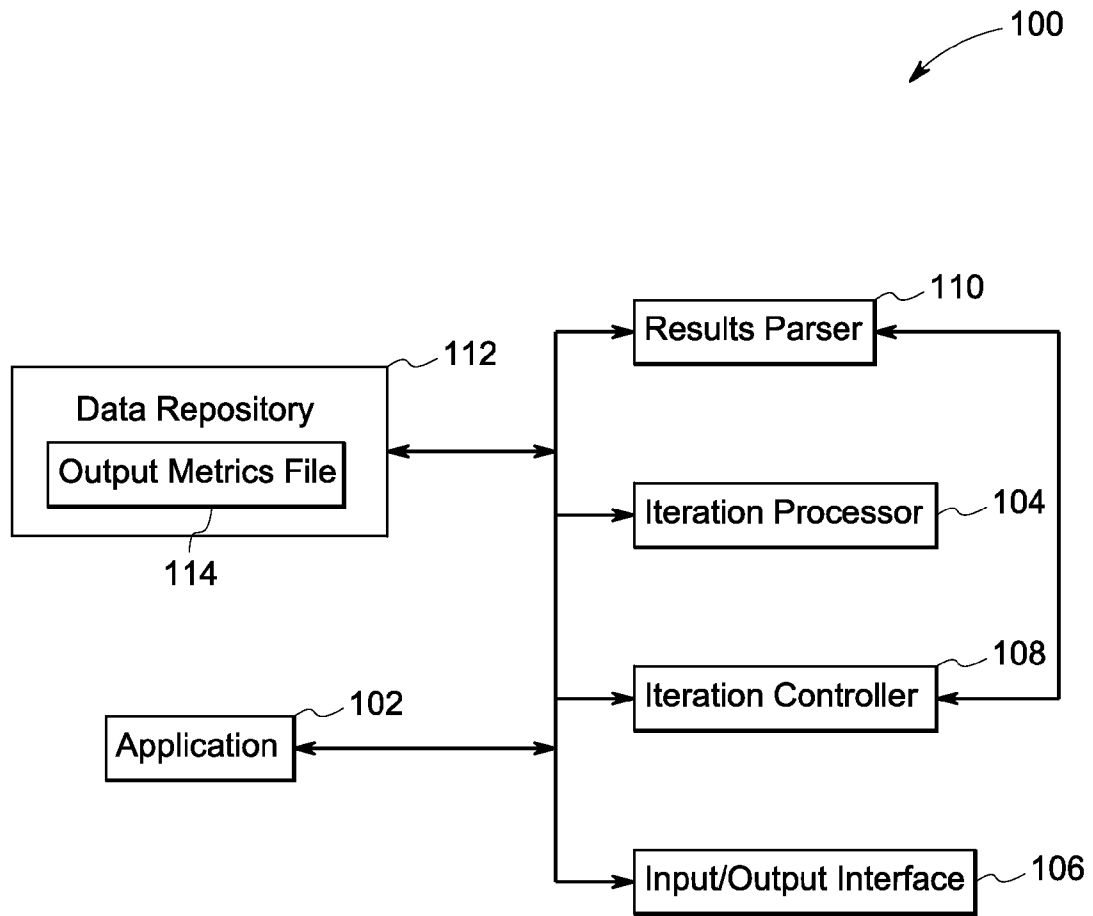 100
110
Results Parser
112
Data Repository
Output Metrics File
114
Iteration Processor
104
108
Iteration Controller
102
Application
Input/Output Interface
106